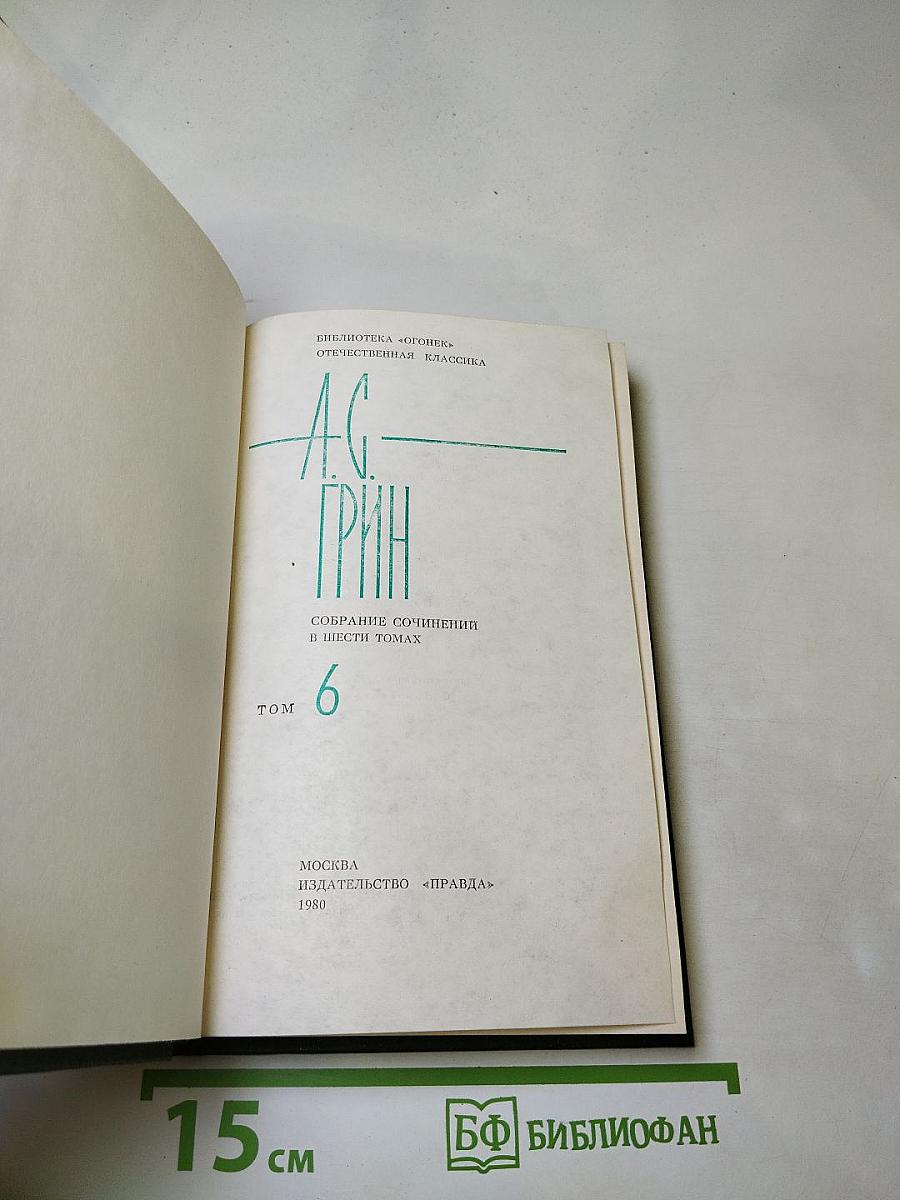 БИБЛИОТЕКА «ОГОНЕК»
ОТЕЧЕСТВЕННАЯ КЛАССИКА
А.С.
ГРИН
СОБРАНИЕ СОЧИНЕНИЙ
В ШЕСТИ ТОМАХ
ТОМ 6
МОСКВА
ИЗДАТЕЛЬСТВО «ПРАВДА»
1980
15 см
БФ БИБЛИОФАН